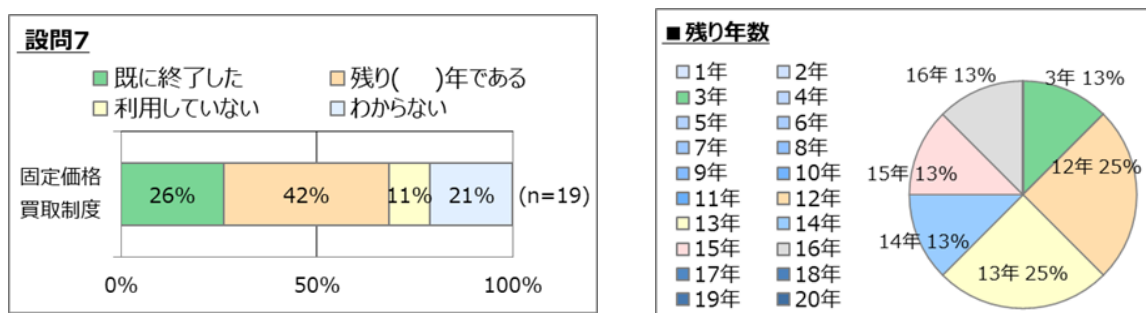 設問7
既に終了した
残り(　　)年である
利用していない
わからない
固定価格
買取制度
26%
42%
11%
21%
(n=19)
0%
50%
100%
■残り年数
1年
2年
3年
4年
5年
6年
7年
8年
9年
10年
11年
12年
13年
14年
15年
16年
17年
18年
19年
20年
16年 13%
3年 13%
15年 13%
12年 25%
14年 13%
13年 25%